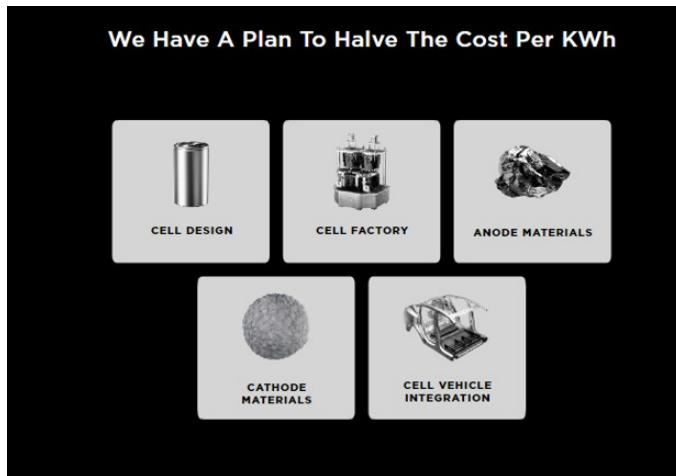 We Have A Plan To Halve The Cost Per KWh
CELL DESIGN
CELL FACTORY
ANODE MATERIALS
CATHODE
MATERIALS
CELL VEHICLE
INTEGRATION